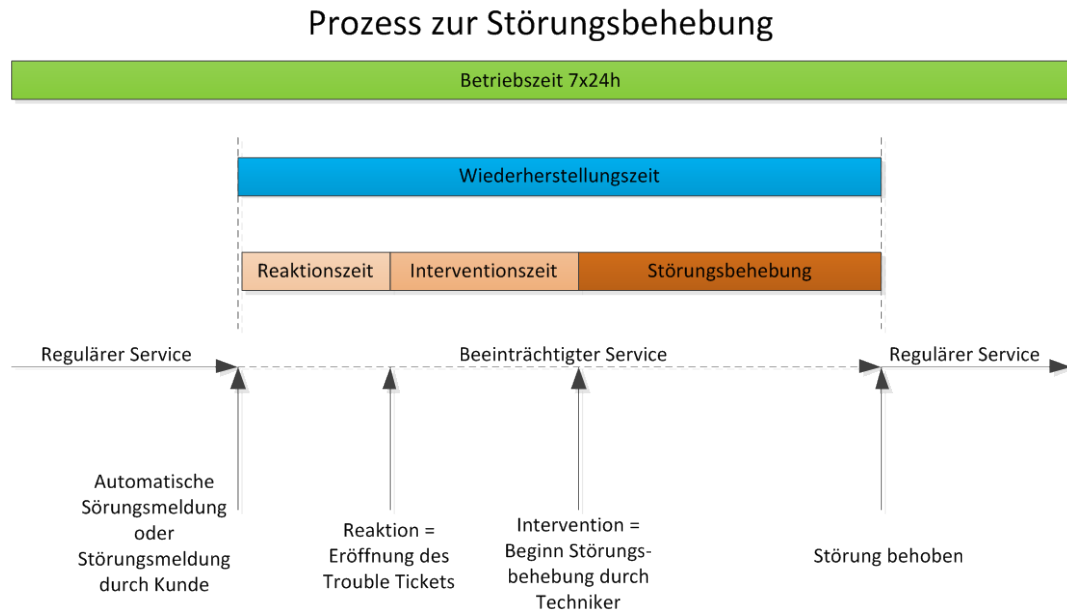 Prozess zur Störungsbehebung
Betriebszeit 7x24h
Wiederherstellungszeit
Reaktionszeit
Interventionszeit
Störungsbehebung
Regulärer Service
Beeinträchtigter Service
Regulärer Service
Automatische
Sörungsmeldung
oder
Störungsmeldung
durch Kunde
Reaktion =
Eröffnung des
Trouble Tickets
Intervention =
Beginn Störungs-
behebung durch
Techniker
Störung behoben